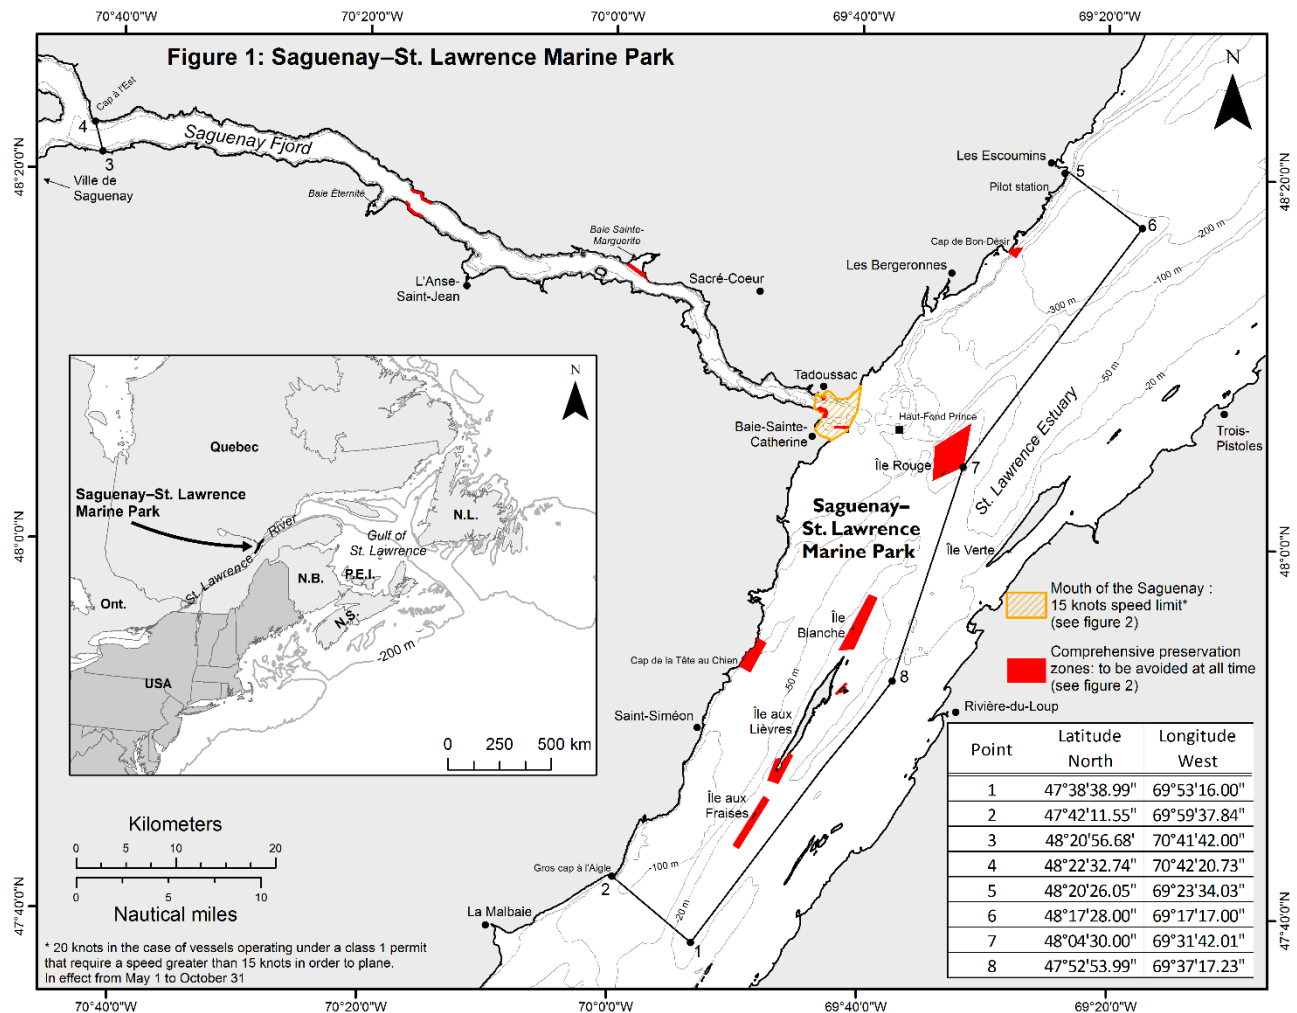 70°40'0"W
70°20'0"W
70°00'0"W
69°40'0"W
69°20'0"W
Figure 1: Saguenay–St. Lawrence Marine Park
N
Cap à l'Est
4
3
Saguenay Fjord
48°20'0"N
48°20'0"N
Ville de
Saguenay
Baie Éternité
L'Anse-
Saint-Jean
Baie Sainte-
Marguerite
Sacré-Coeur
Les Escoumins
5
Pilot station
6
-200 m
Cap de Bon-Désir
Les Bergeronnes
-100 m
-300 m
-50 m
-20 m
Tadoussac
Baie-Sainte-
Catherine
Haut-Fond Prince
Île Rouge
7
St. Lawrence Estuary
Trois-
Pistoles
Saguenay–
St. Lawrence
Marine Park
Île Verte
48°0'0"N
48°0'0"N
N
Quebec
Saguenay–St. Lawrence
Marine Park
St. Lawrence River
Gulf of
St. Lawrence
N.L.
N.B.
P.E.I.
N.S.
Ont.
USA
-200 m
0 250 500 km
Mouth of the Saguenay :
15 knots speed limit*
(see figure 2)
Comprehensive preservation
zones: to be avoided at all time
(see figure 2)
Île
Blanche
Cap de la Tête au Chien
-50 m
8
Saint-Siméon
Île aux
Lièvres
Rivière-du-Loup
Île aux
Fraises
Gros cap à l'Aigle
2
-100 m
-20 m
1
La Malbaie
47°40'0"N
47°40'0"N
Kilometers
0 5 10 20
0 5 10
Nautical miles
* 20 knots in the case of vessels operating under a class 1 permit
that require a speed greater than 15 knots in order to plane.
In effect from May 1 to October 31
Point Latitude North Longitude West
1 47°38'38.99" 69°53'16.00"
2 47°42'11.55" 69°59'37.84"
3 48°20'56.68' 70°41'42.00"
4 48°22'32.74" 70°42'20.73"
5 48°20'26.05" 69°23'34.03"
6 48°17'28.00" 69°17'17.00"
7 48°04'30.00" 69°31'42.01"
8 47°52'53.99" 69°37'17.23"
70°40'0"W
70°20'0"W
70°0'0"W
69°40'0"W
69°20'0"W